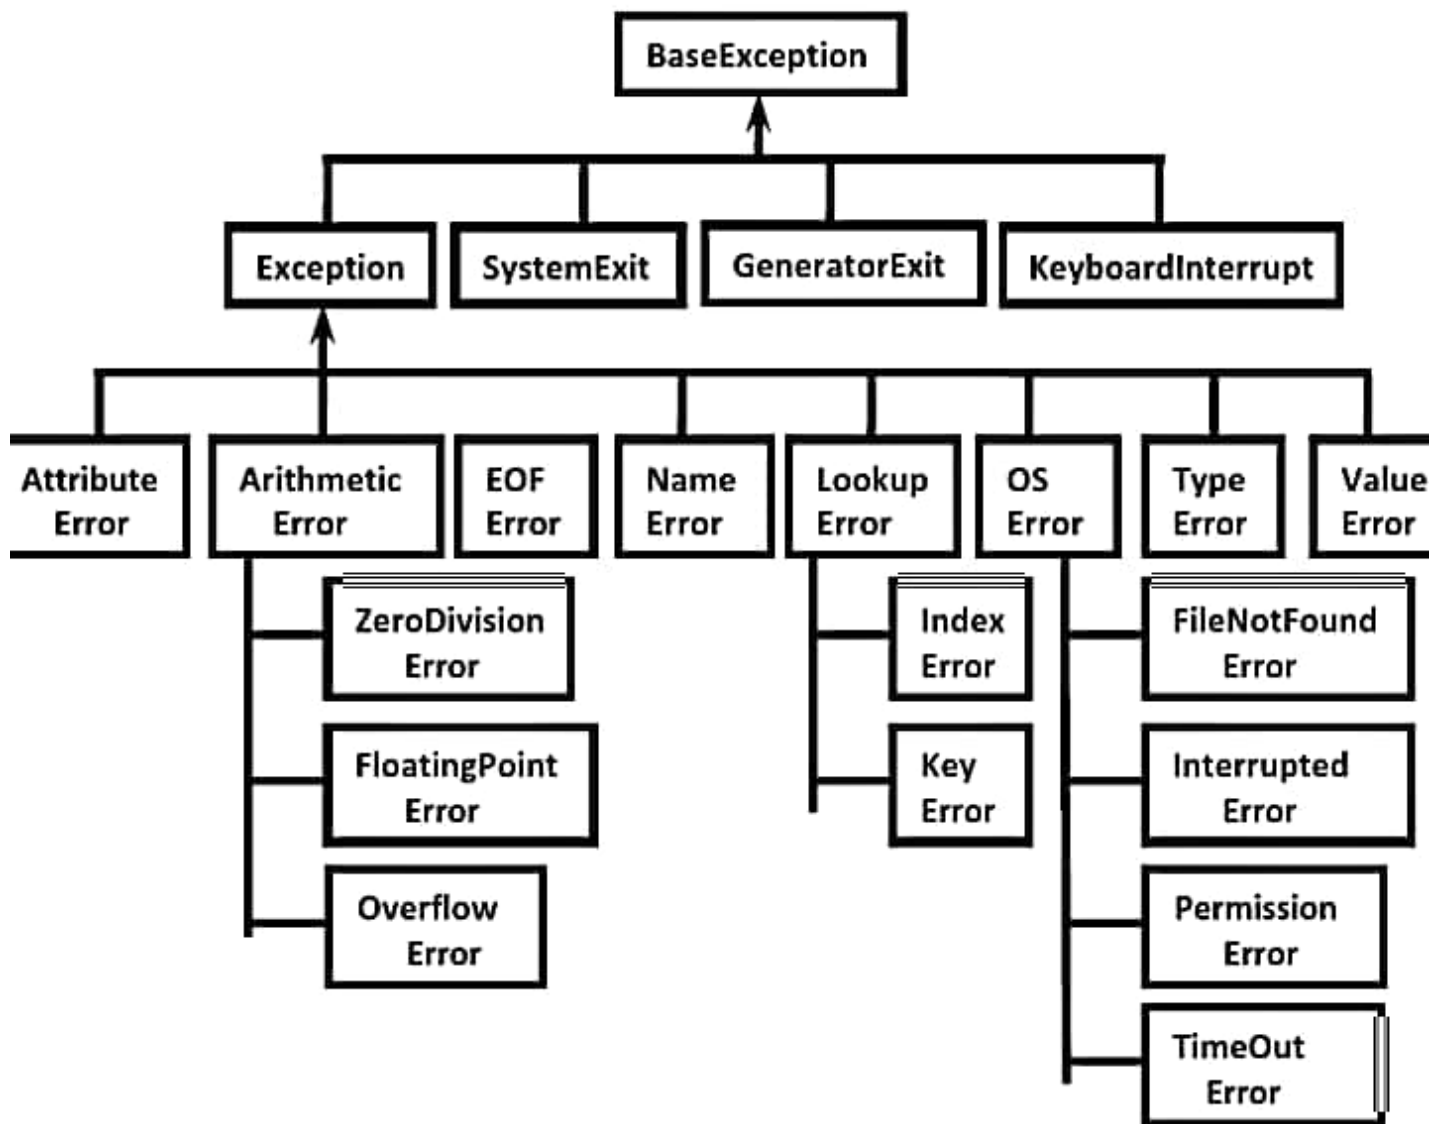 BaseException
Exception
SystemExit
GeneratorExit
KeyboardInterrupt
Attribute
Error
Arithmetic
Error
EOF
Error
Name
Error
Lookup
Error
OS
Error
Type
Error
Value
Error
ZeroDivision
Error
Index
Error
FileNotFound
Error
FloatingPoint
Error
Key
Error
Interrupted
Error
Overflow
Error
Permission
Error
TimeOut
Error